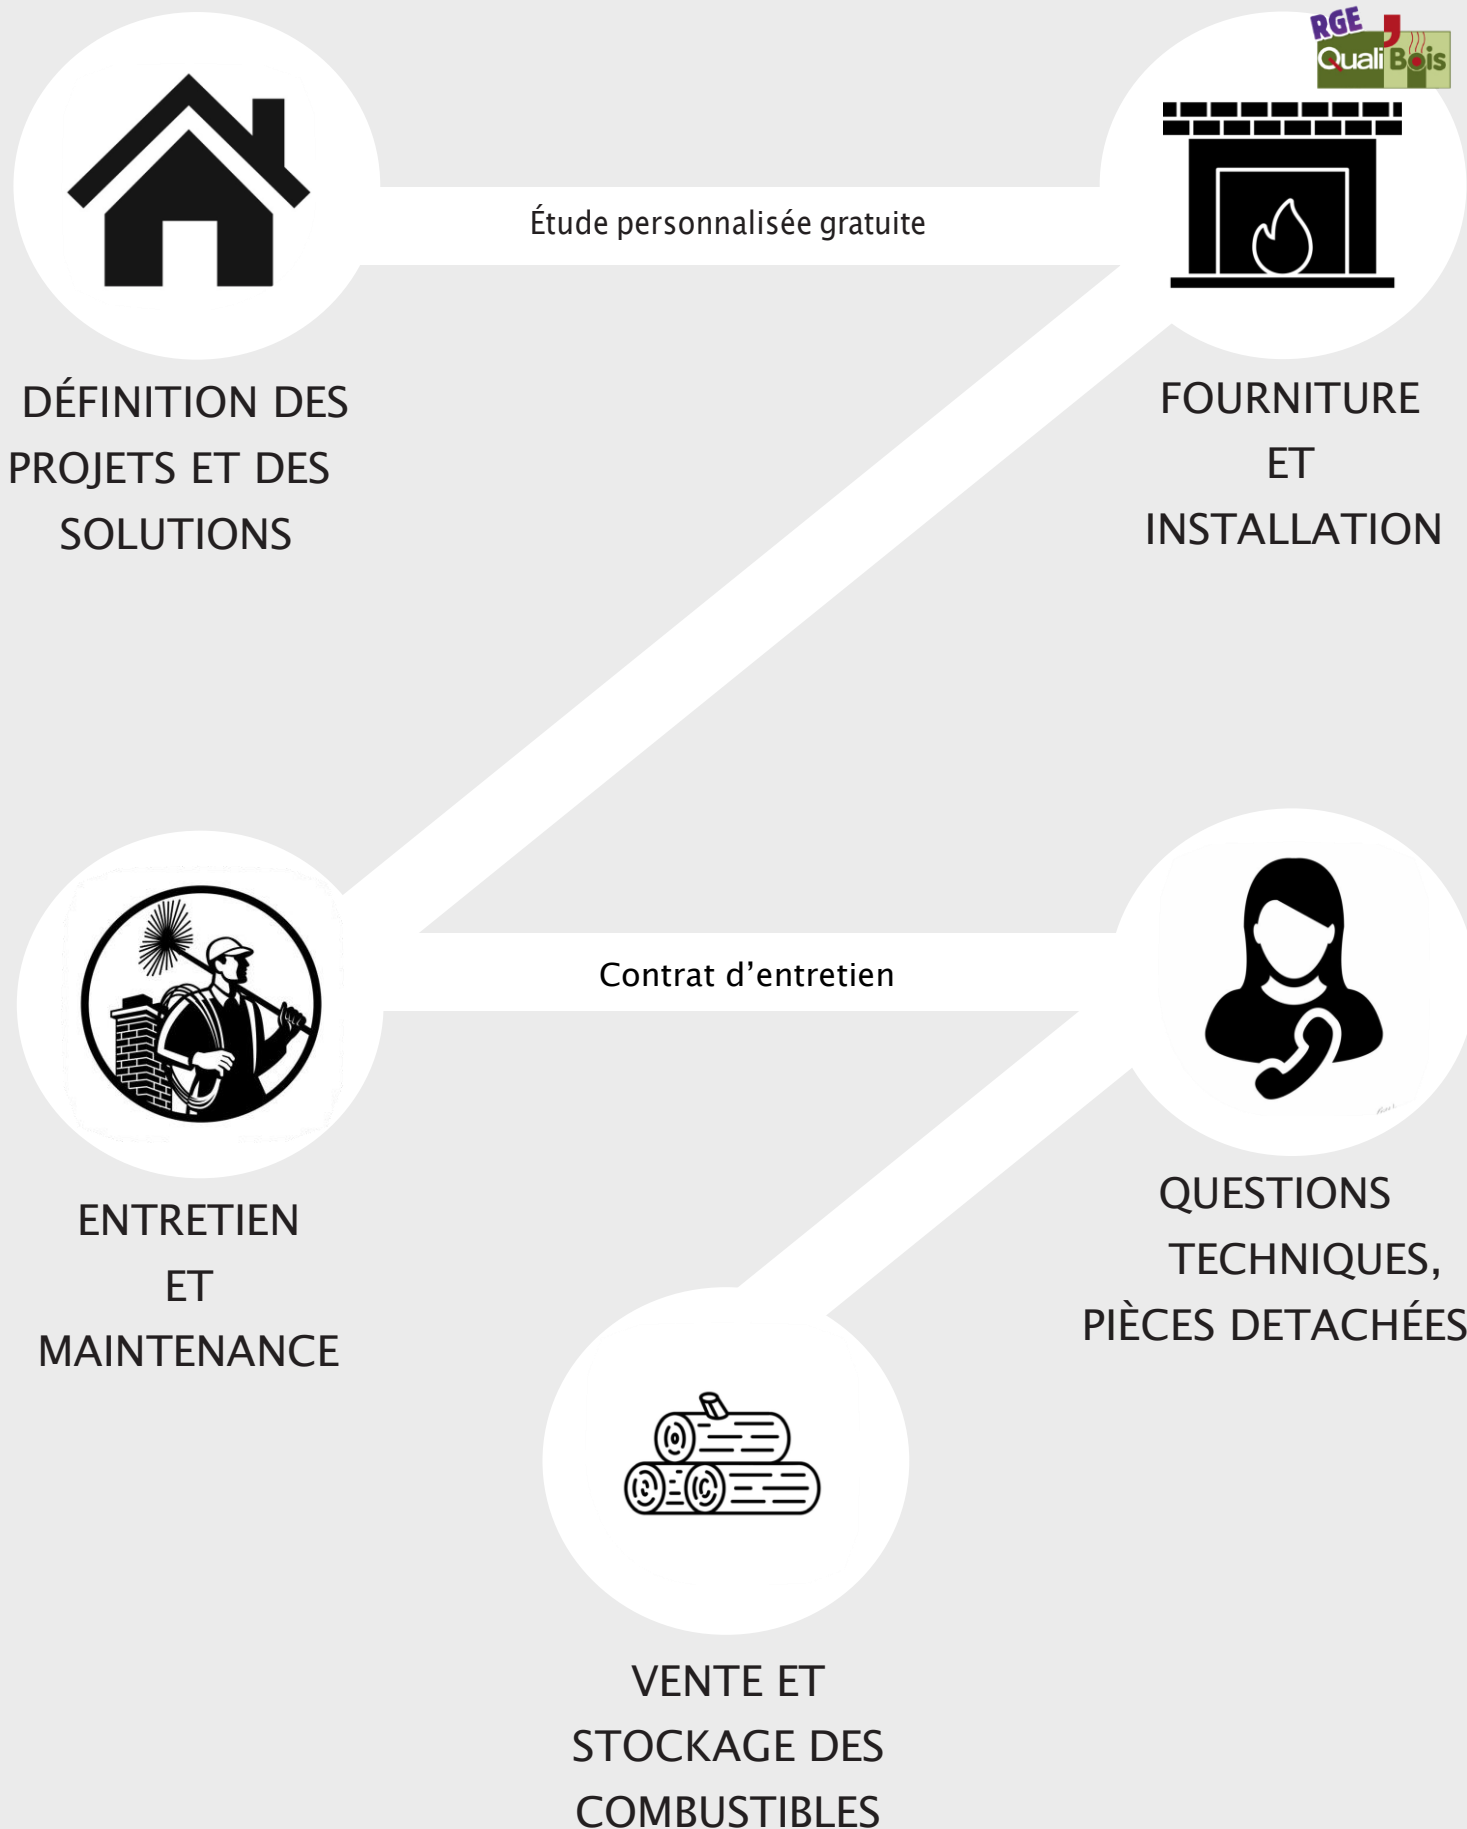 RGE
Quali'Bois
Étude personnalisée gratuite
DÉFINITION DES
PROJETS ET DES
SOLUTIONS
FOURNITURE
ET
INSTALLATION
Contrat d’entretien
ENTRETIEN
ET
MAINTENANCE
QUESTIONS
TECHNIQUES,
PIÈCES DETACHÉES
VENTE ET
STOCKAGE DES
COMBUSTIBLES